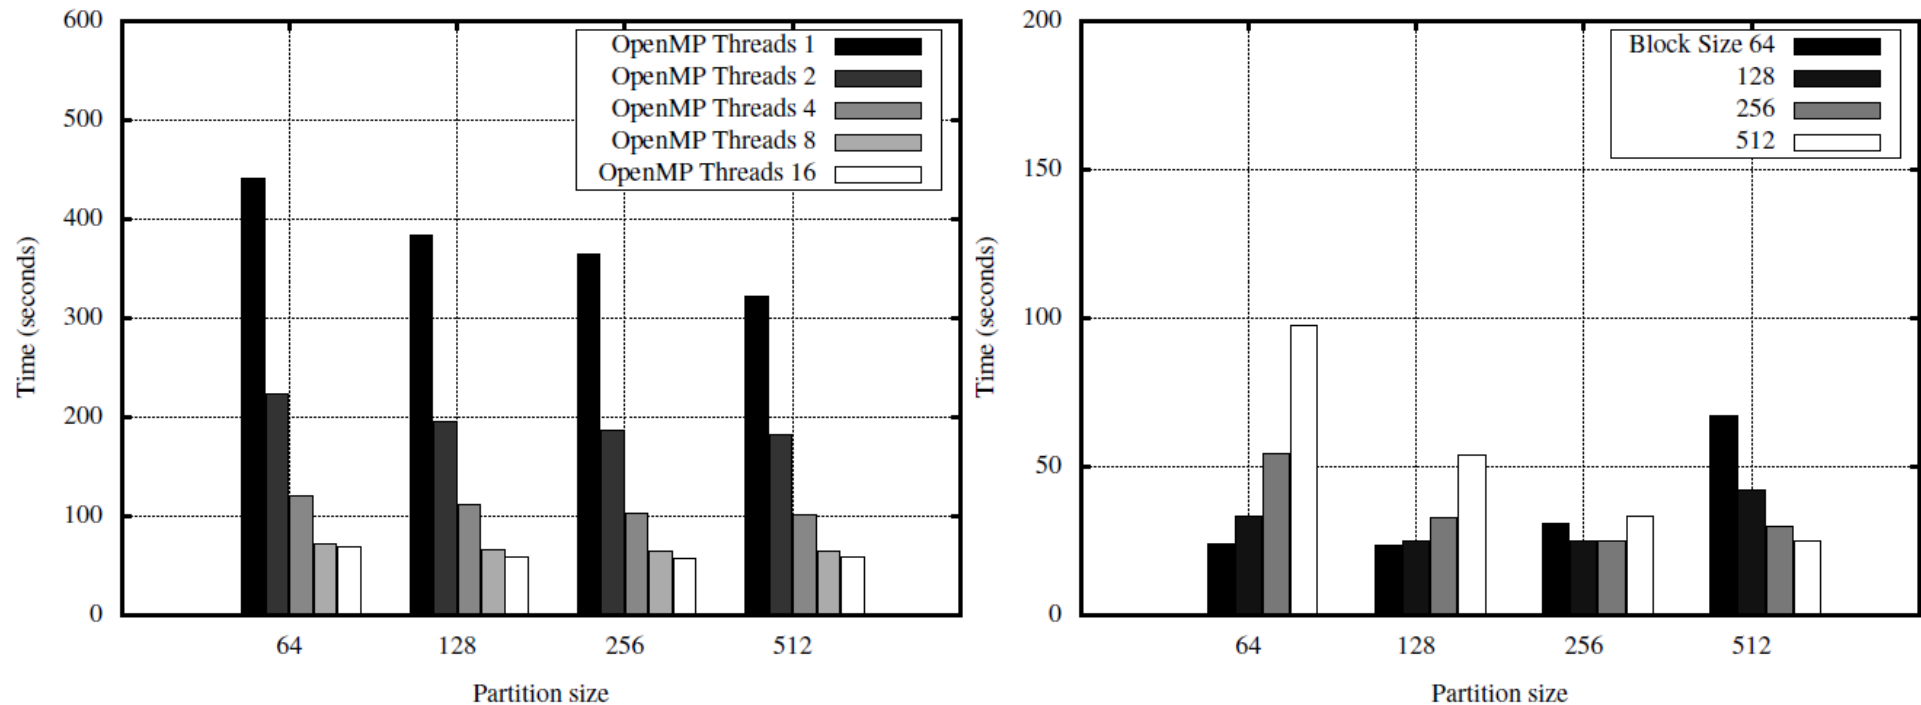 600
500
400
300
200
100
0
Time (seconds)
OpenMP Threads 1
OpenMP Threads 2
OpenMP Threads 4
OpenMP Threads 8
OpenMP Threads 16
64 128 256 512
Partition size
200
150
100
50
0
Time (seconds)
Block Size 64
128
256
512
64 128 256 512
Partition size